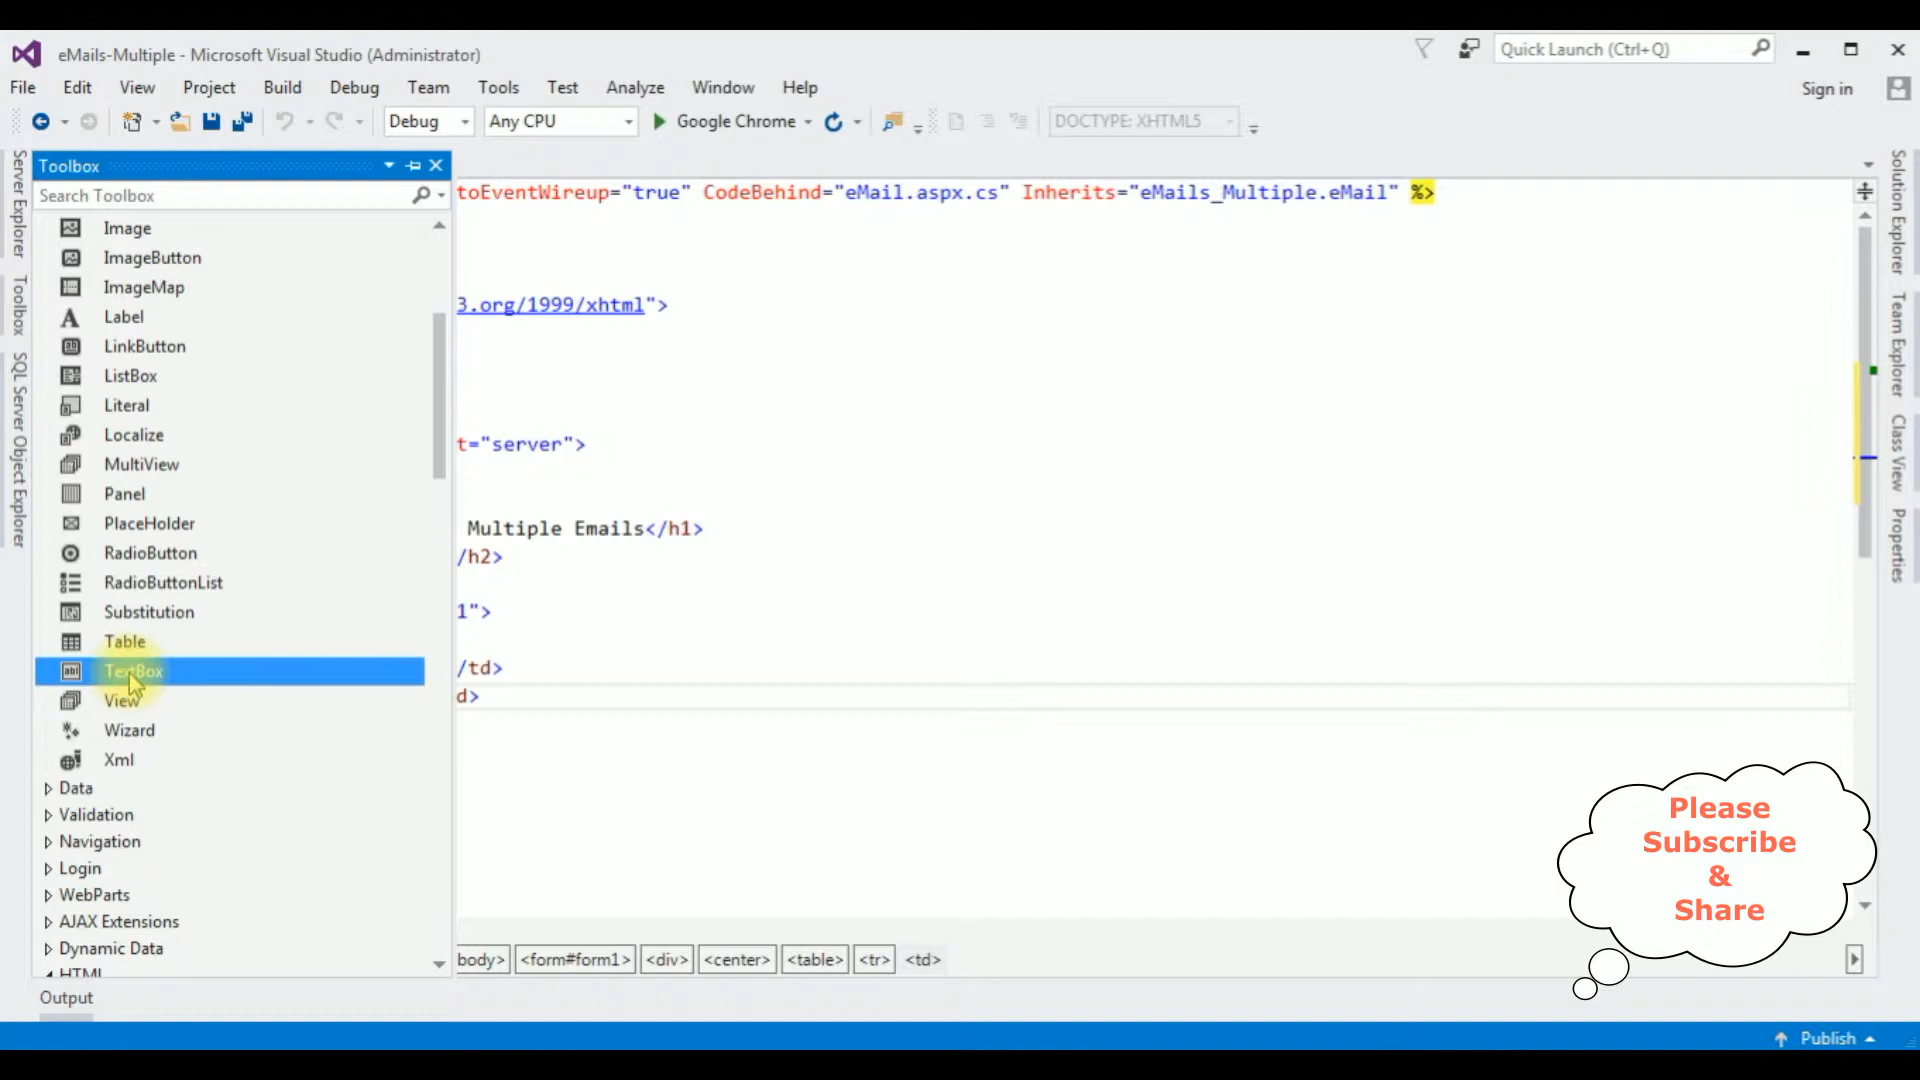 eMails-Multiple - Microsoft Visual Studio (Administrator)
Quick Launch (Ctrl+Q)
File Edit View Project Build Debug Team Tools Test Analyze Window Help
Sign in
Debug Any CPU Google Chrome DOCTYPE: XHTML5
Server Explorer
Toolbox
SQL Server Object Explorer
Toolbox
Search Toolbox
Image
ImageButton
ImageMap
Label
LinkButton
ListBox
Literal
Localize
MultiView
Panel
PlaceHolder
RadioButton
RadioButtonList
Substitution
Table
TextBox
View
Wizard
Xml
Data
Validation
Navigation
Login
WebParts
AJAX Extensions
Dynamic Data
HTML
toEventWireup="true" CodeBehind="eMail.aspx.cs" Inherits="eMails_Multiple.eMail" %>
3.org/1999/xhtml">
t="server">
Multiple Emails</h1>
/h2>
1">
/td>
d>
body> <form#form1> <div> <center> <table> <tr> <td>
Solution Explorer
Team Explorer
Class View
Properties
Please
Subscribe
&
Share
Output
Publish